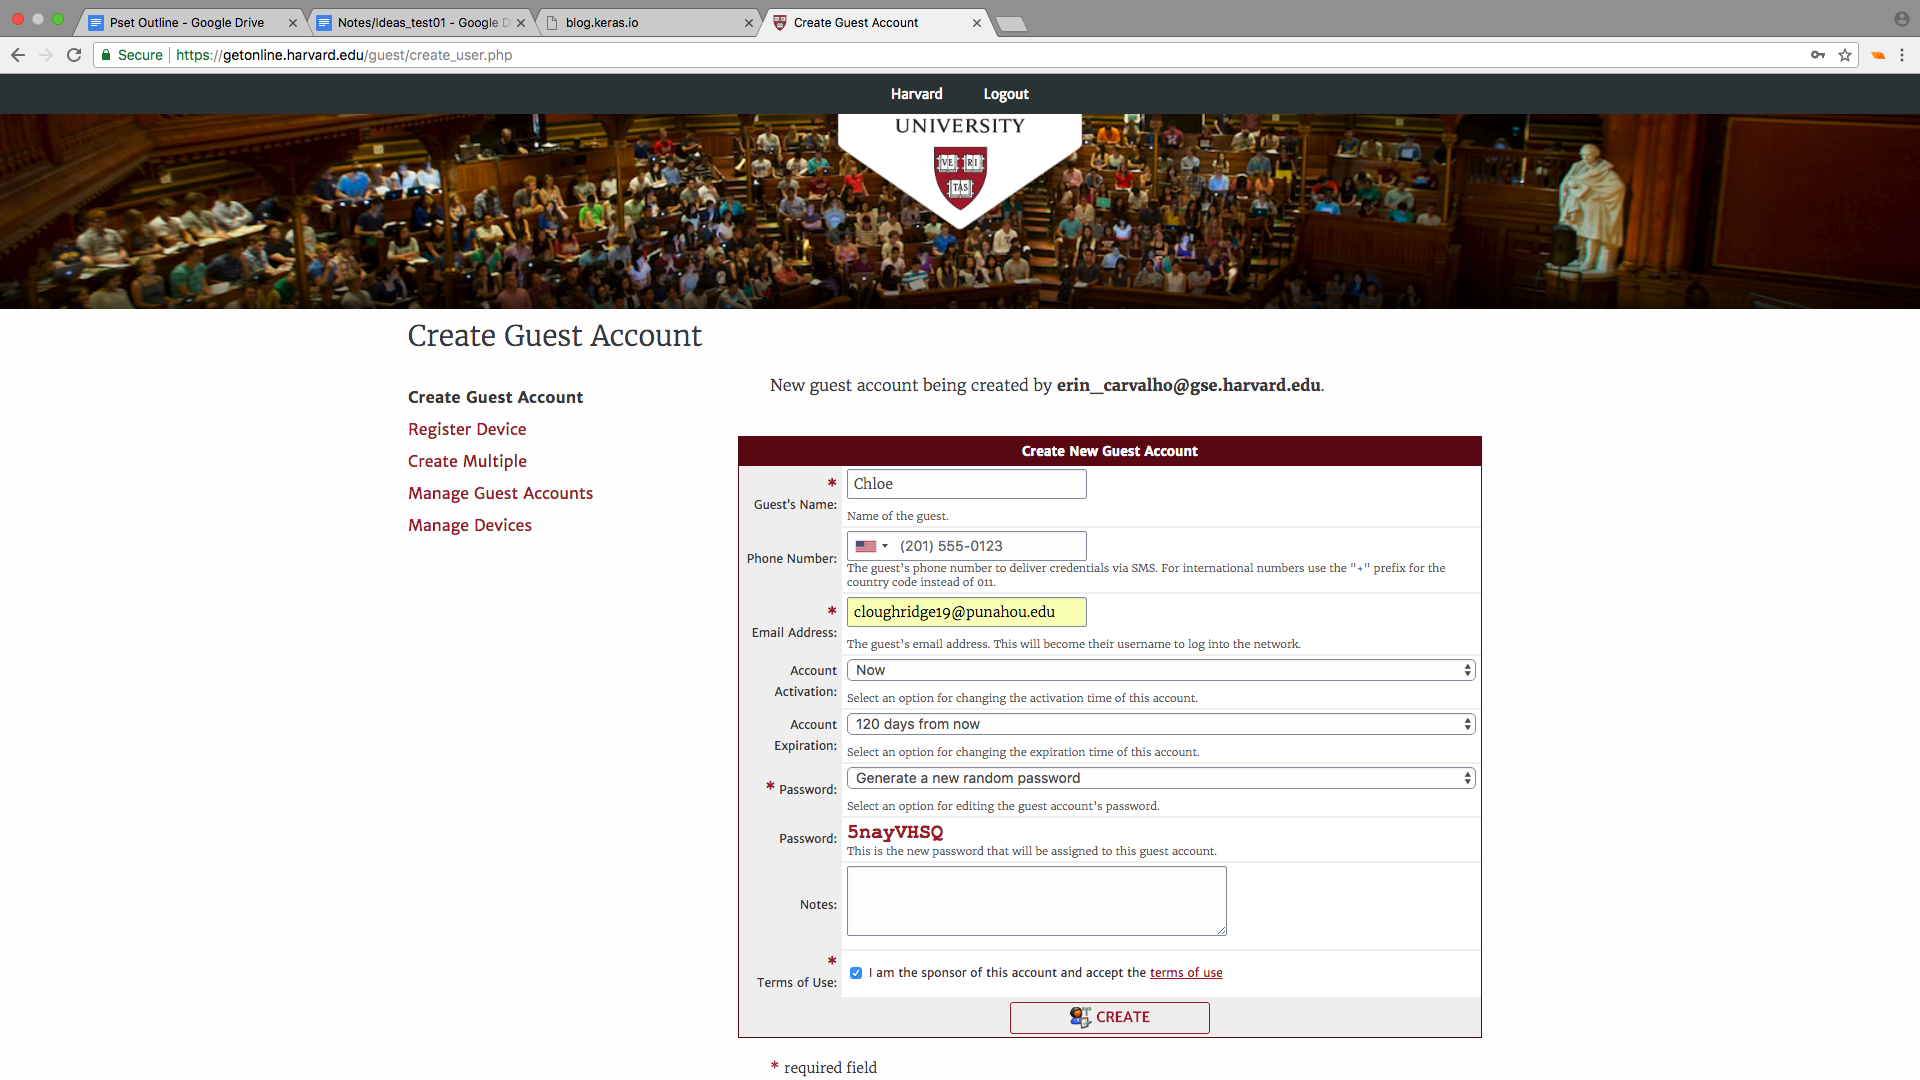 Pset Outline - Google Drive
Notes/Ideas_test01 - Google D
blog.keras.io
Create Guest Account
Secure
https://getonline.harvard.edu/guest/create_user.php
Harvard
Logout
UNIVERSITY
VE RI
TAS
Create Guest Account
Create Guest Account
Register Device
Create Multiple
Manage Guest Accounts
Manage Devices
New guest account being created by erin_carvalho@gse.harvard.edu.
Create New Guest Account
* Guest's Name:
Chloe
Name of the guest.
Phone Number:
(201) 555-0123
The guest's phone number to deliver credentials via SMS. For international numbers use the "+" prefix for the
country code instead of 011.
* Email Address:
cloughridge19@punahou.edu
The guest's email address. This will become their username to log into the network.
Account
Activation:
Now
Select an option for changing the activation time of this account.
Account
Expiration:
120 days from now
Select an option for changing the expiration time of this account.
* Password:
Generate a new random password
Select an option for editing the guest account's password.
Password:
5nayVHSQ
This is the new password that will be assigned to this guest account.
Notes:
* Terms of Use:
I am the sponsor of this account and accept the terms of use
CREATE
* required field